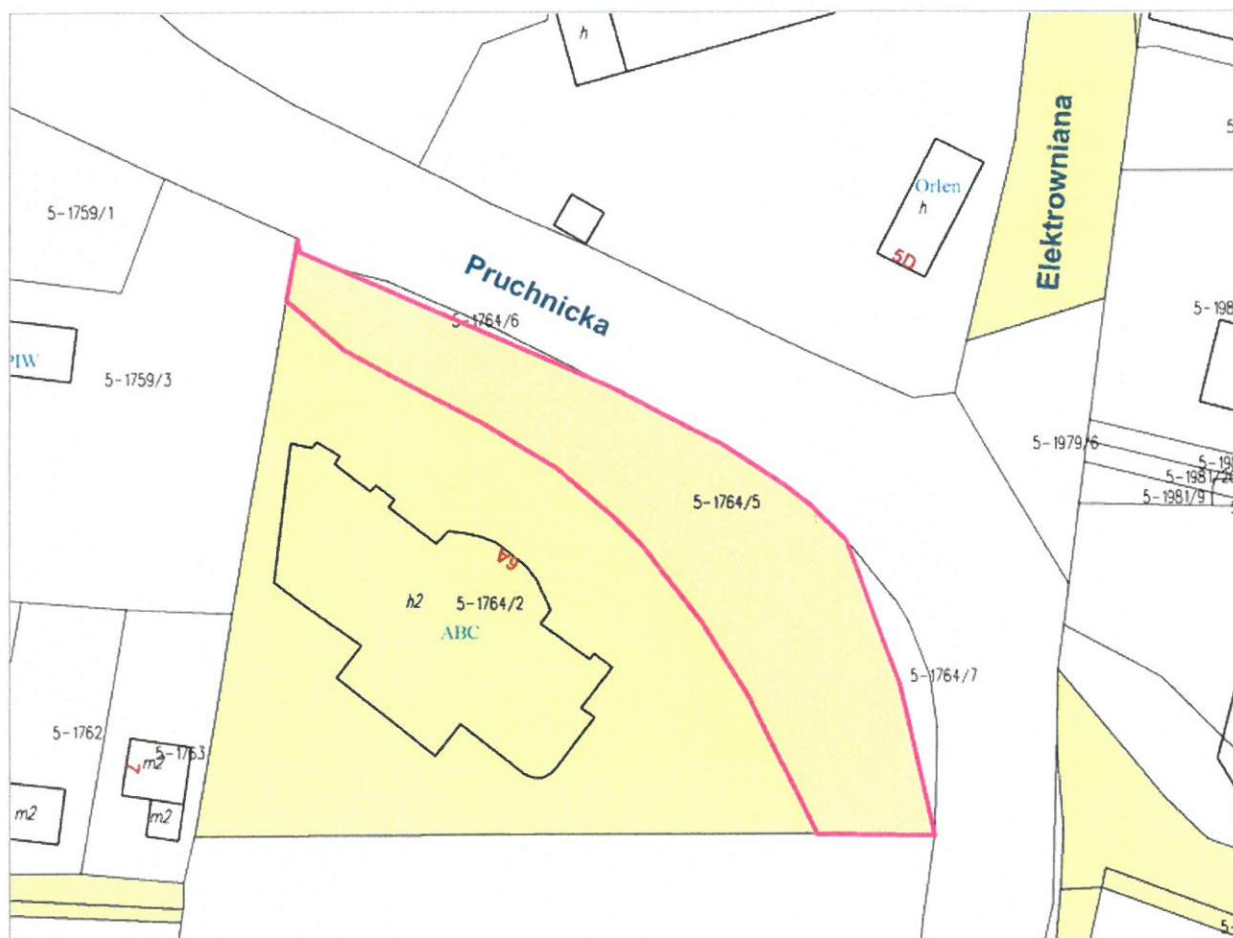 h
Elektrowniana
Orlen
h
5D
5-1759/1
Pruchnicka
5-1764/6
PIW
5-1759/3
5-1979/6
5-1981/9
5-1764/5
6A
h2
5-1764/2
ABC
5-1764/7
5-1762
5-1763
7
m2
m2
m2